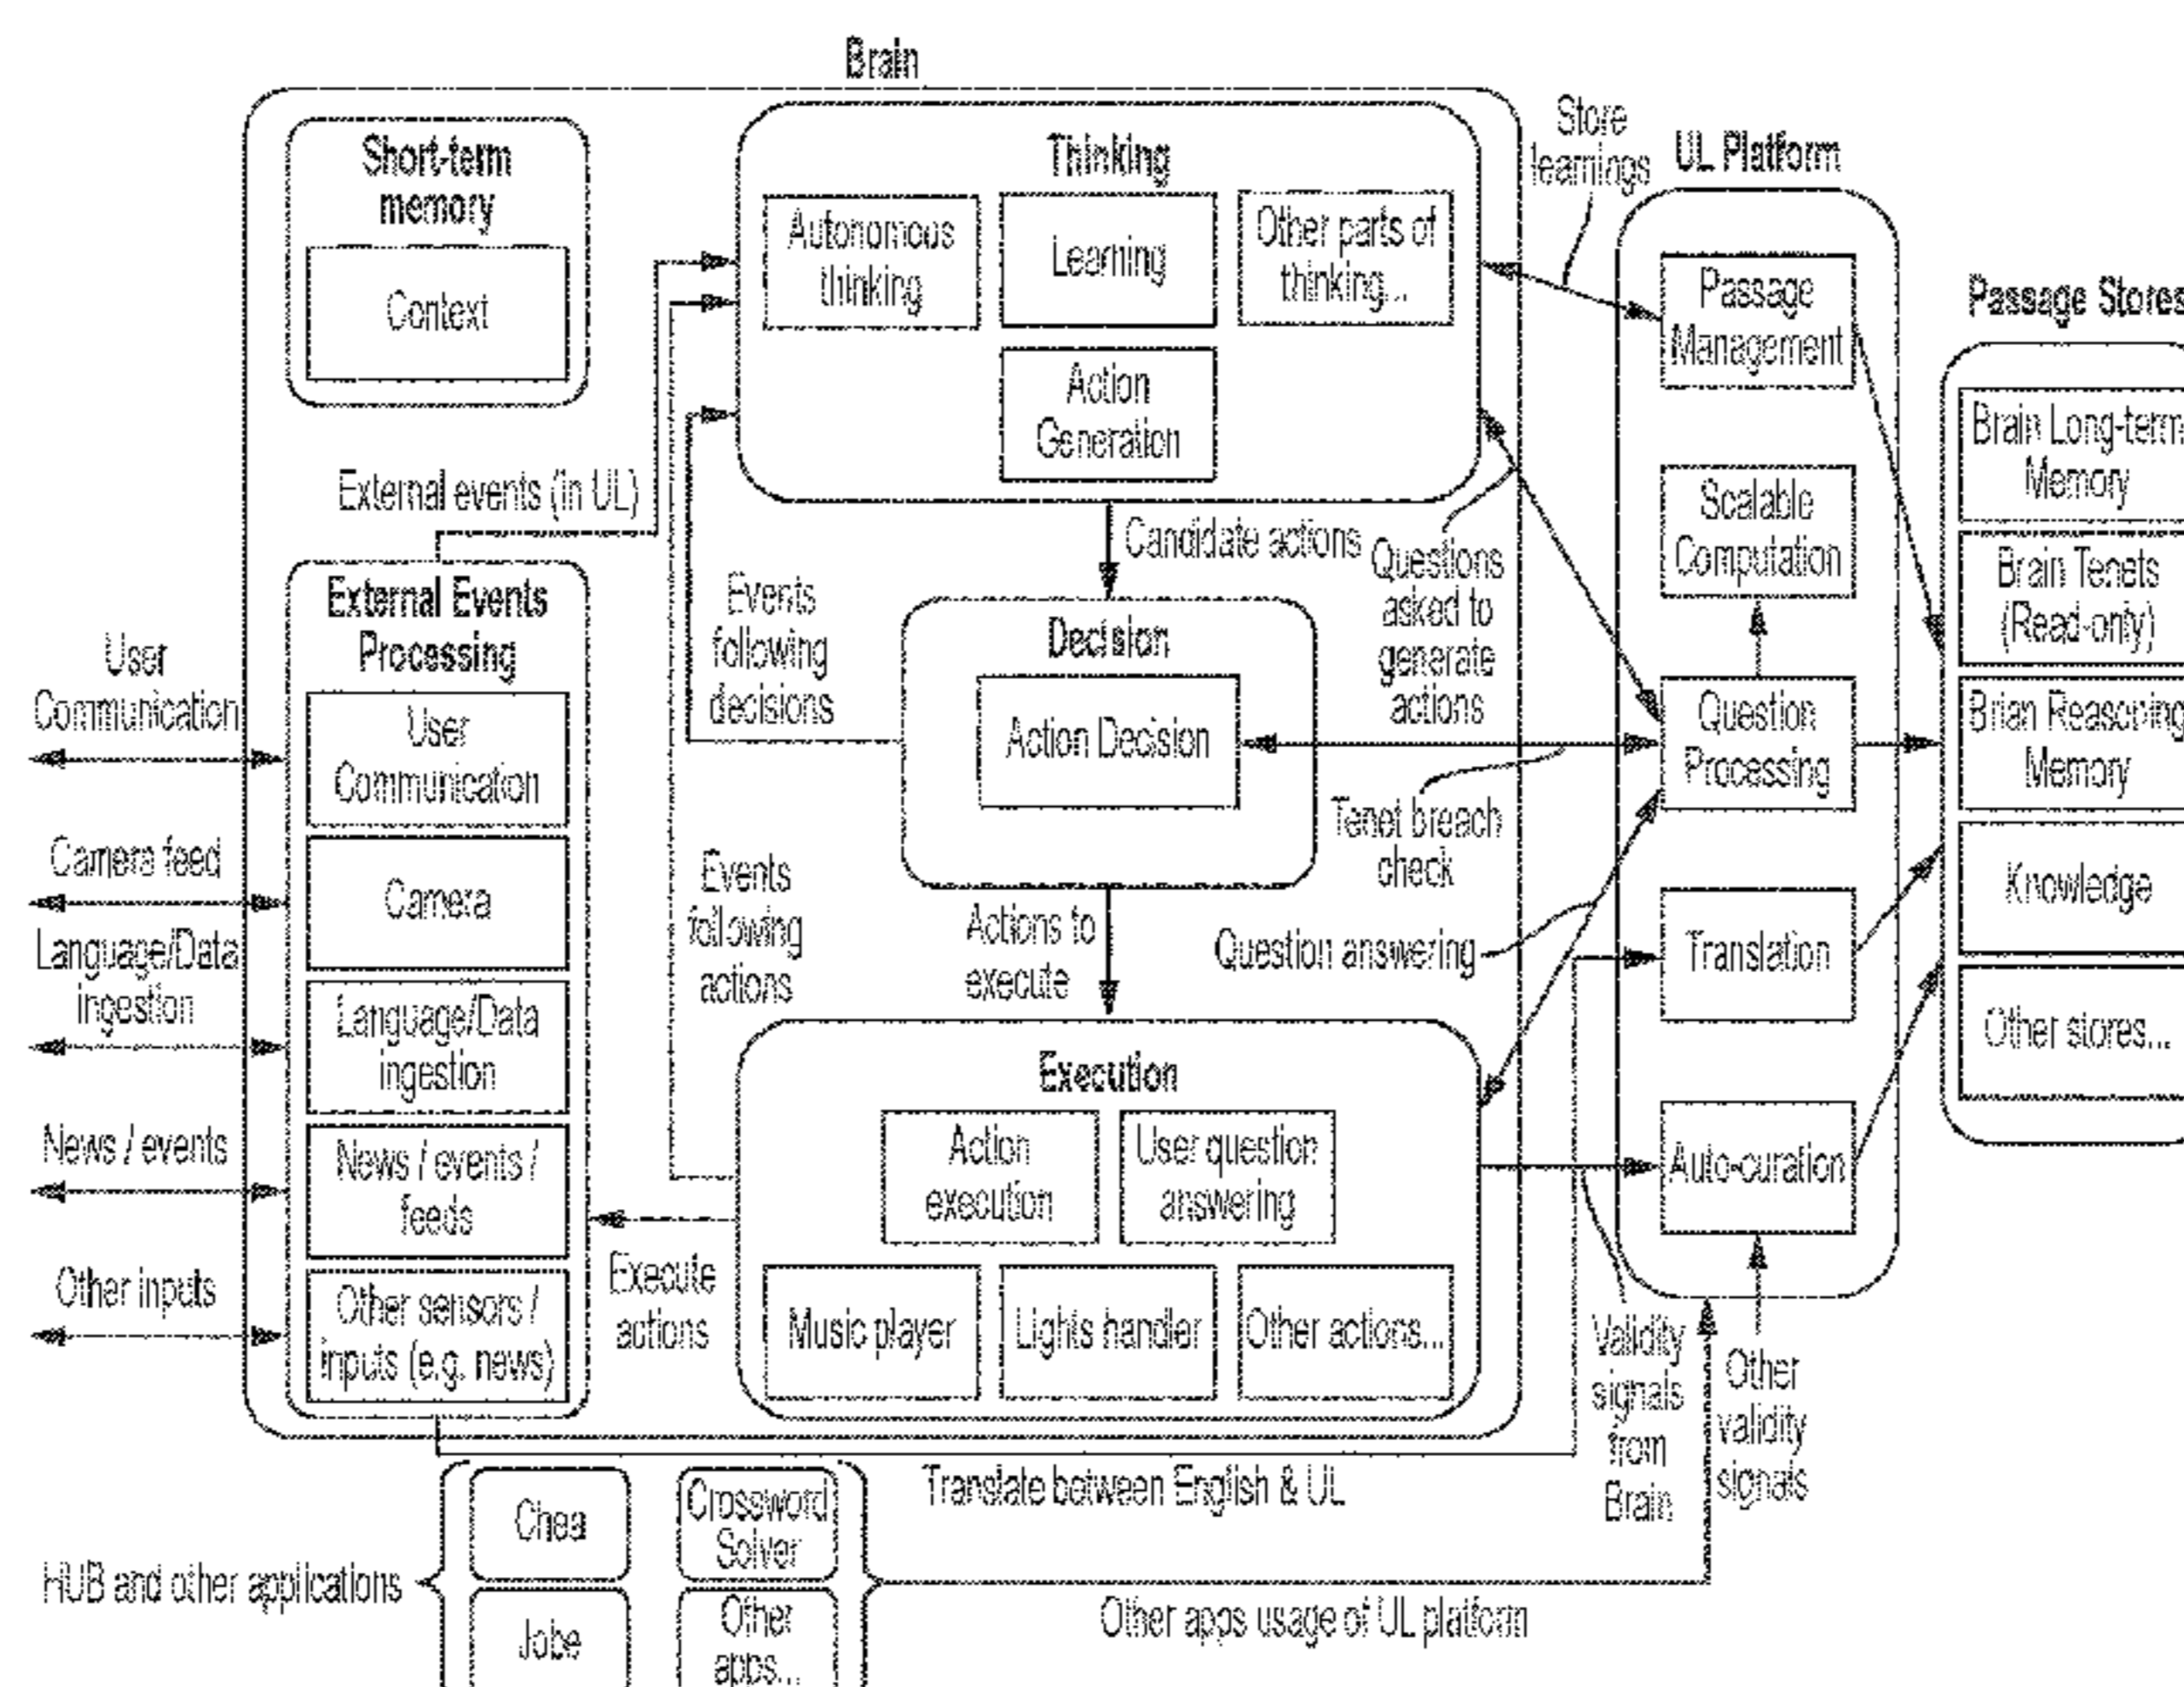 Brain
Short-term
memory
Context
Thinking
Autonomous
thinking
Learning
Other parts of
thinking...
Action
Generation
Store
learnings
UL Platform
Passage
Management
Scalable
Computation
Question
Processing
Translation
Auto-curation
Passage Stores
Brain Long-term
Memory
Brain Tenets
(Read-only)
Brian Reasoning
Memory
Knowledge
Other stores...
External events (in UL)
External Events
Processing
User
Communication
Camera
Language/Data
ingestion
News / events /
feeds
Other sensors /
inputs (e.g. news)
User
Communication
Camera feed
Language/Data
ingestion
News / events
Other inputs
Candidate actions
Events
following
decisions
Decision
Action Decision
Questions
asked to
generate
actions
Tenet breach
check
Events
following
actions
Actions to
execute
Question answering
Execution
Action
execution
User question
answering
Music player
Lights handler
Other actions...
Execute
actions
Validity
signals
from
Brain
Other
validity
signals
Translate between English & UL
HUB and other applications
Chea
Crossword
Solver
Jobe
Other
apps...
Other apps usage of UL platform